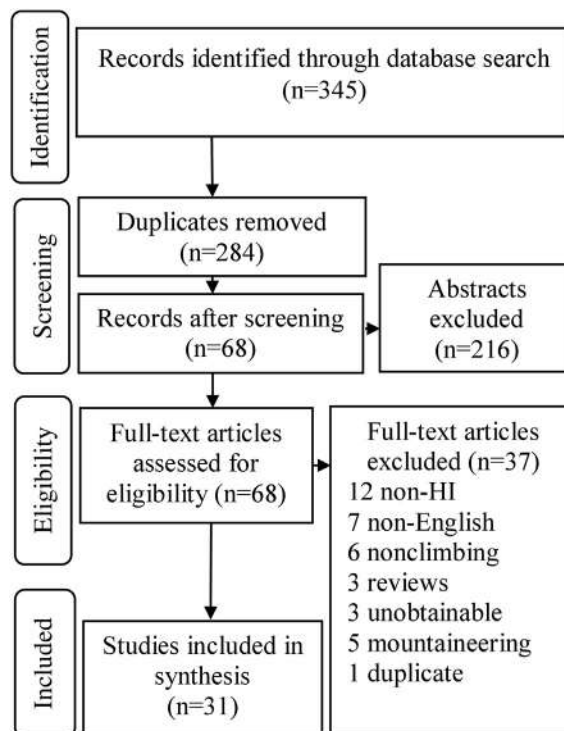 Identification
Records identified through database search
(n=345)
Screening
Duplicates removed
(n=284)
Records after screening
(n=68)
Abstracts
excluded
(n=216)
Eligibility
Full-text articles
assessed for
eligibility (n=68)
Full-text articles
excluded (n=37)
12 non-HI
7 non-English
6 nonclimbing
3 reviews
3 unobtainable
5 mountaineering
1 duplicate
Included
Studies included in
synthesis
(n=31)